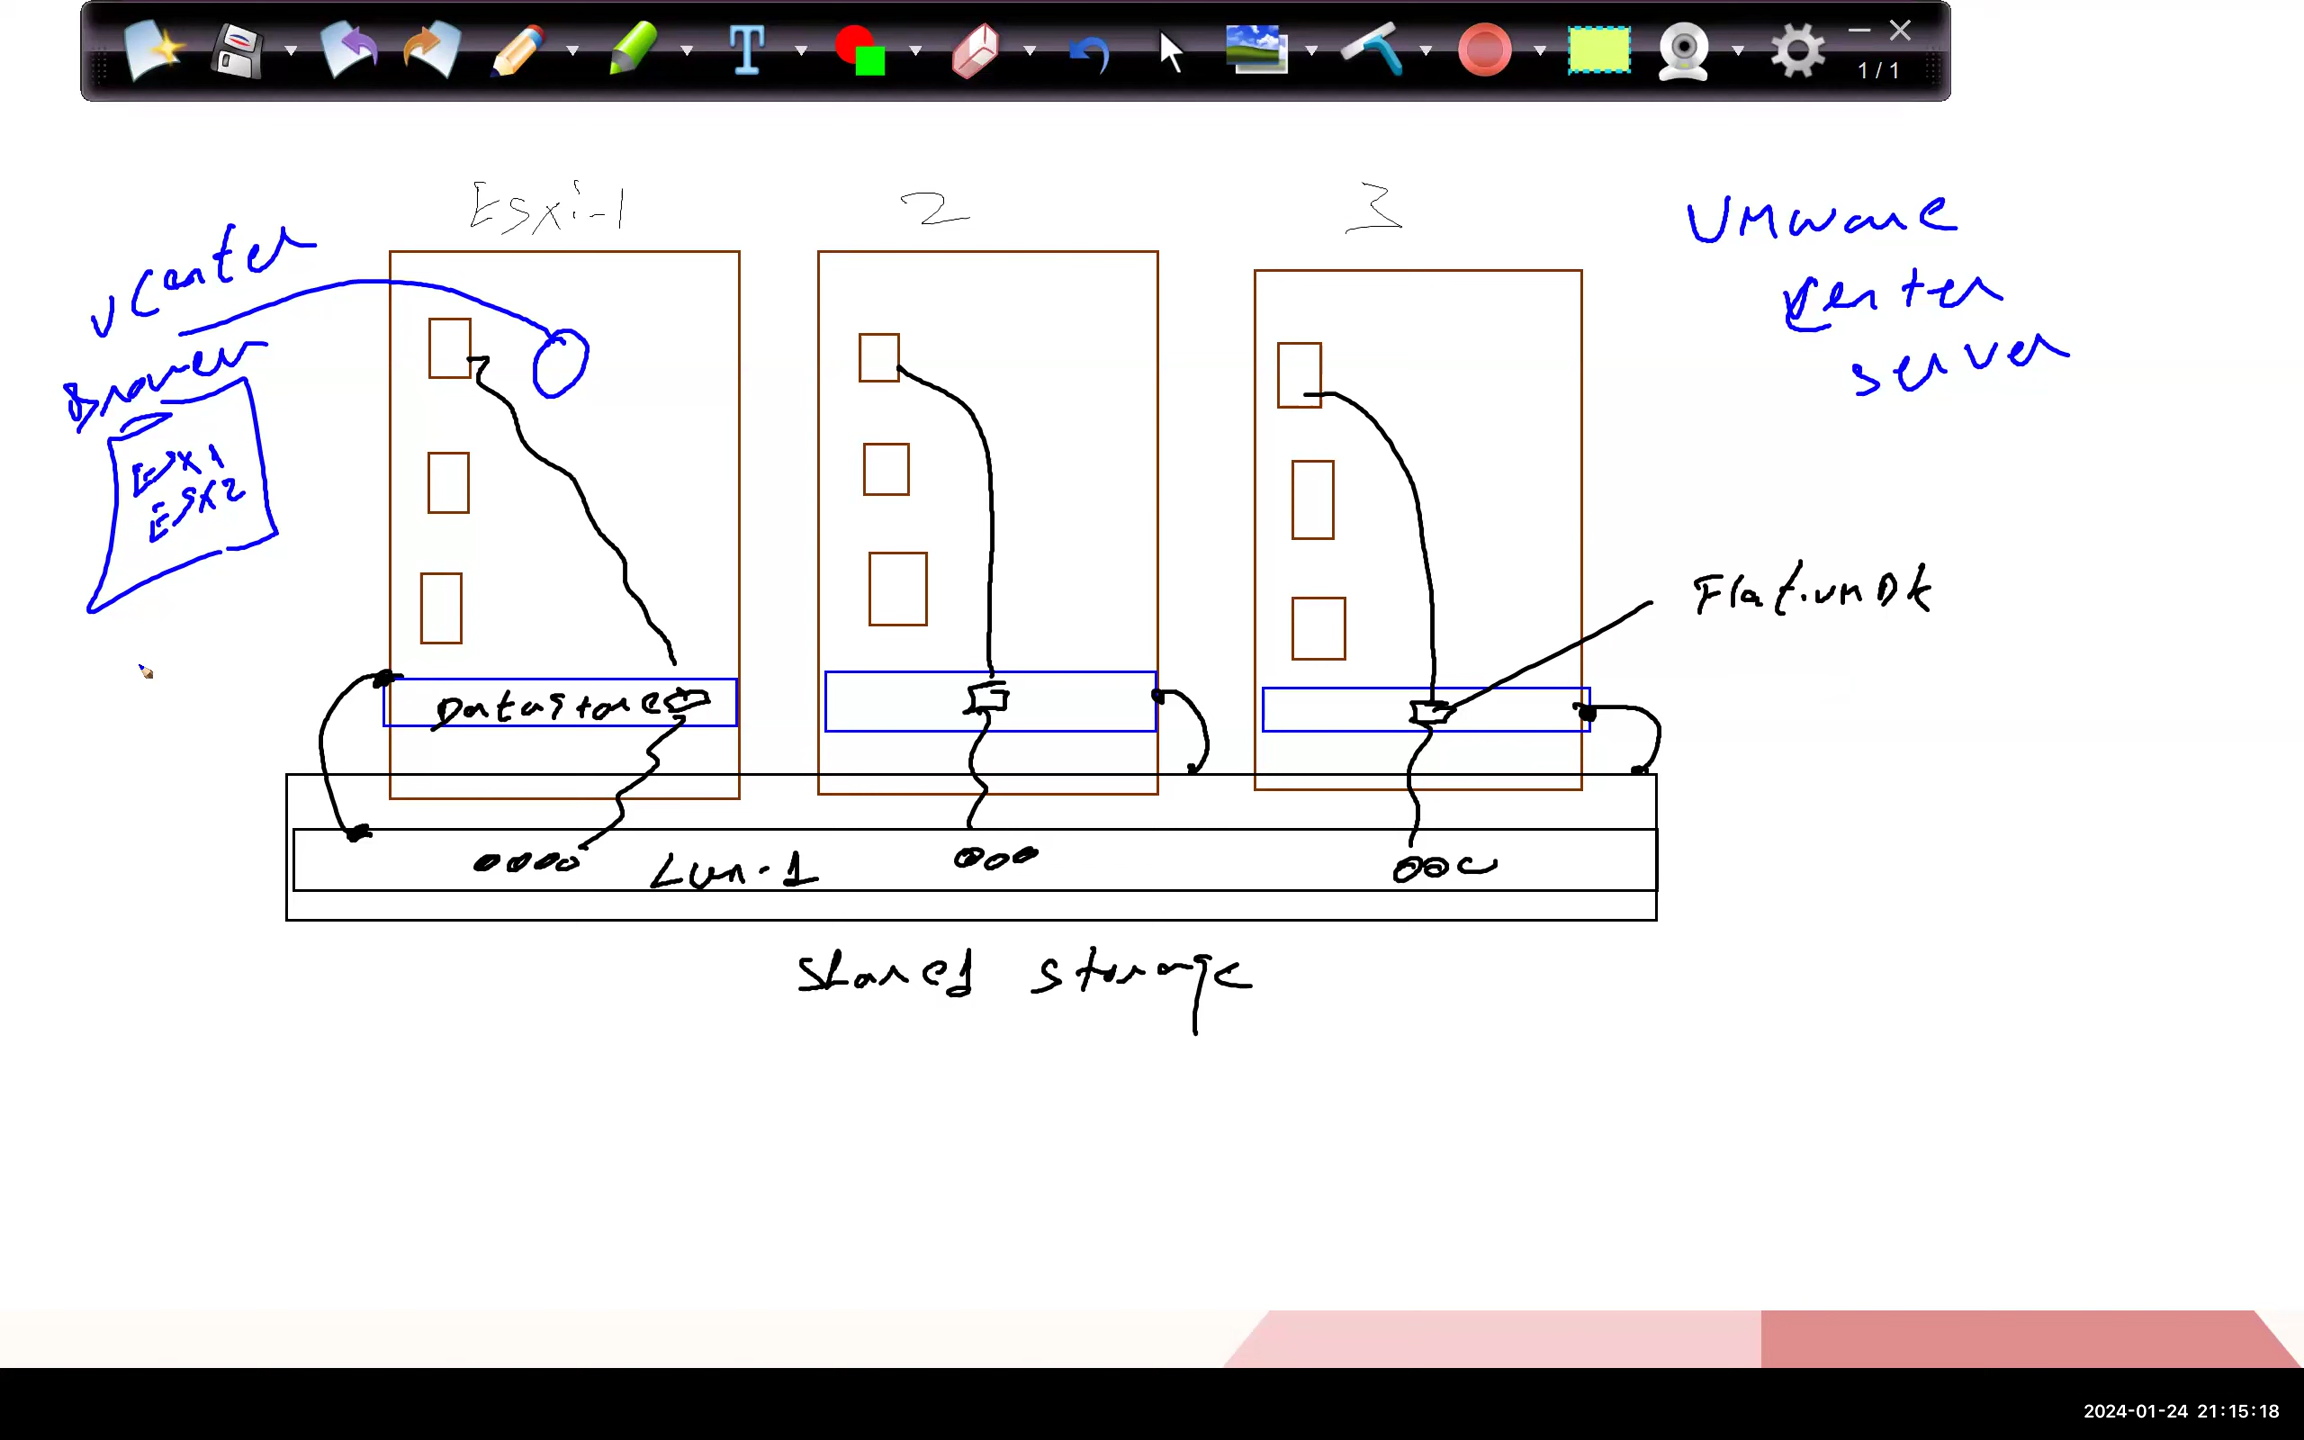 1 / 1
Esxi-1 2 3
VMware
vCenter
center
server
Browser
ESX1
ESX2
Flat.vmDk
Datastore
Lun-1
Shared storage
2024-01-24 21:15:18